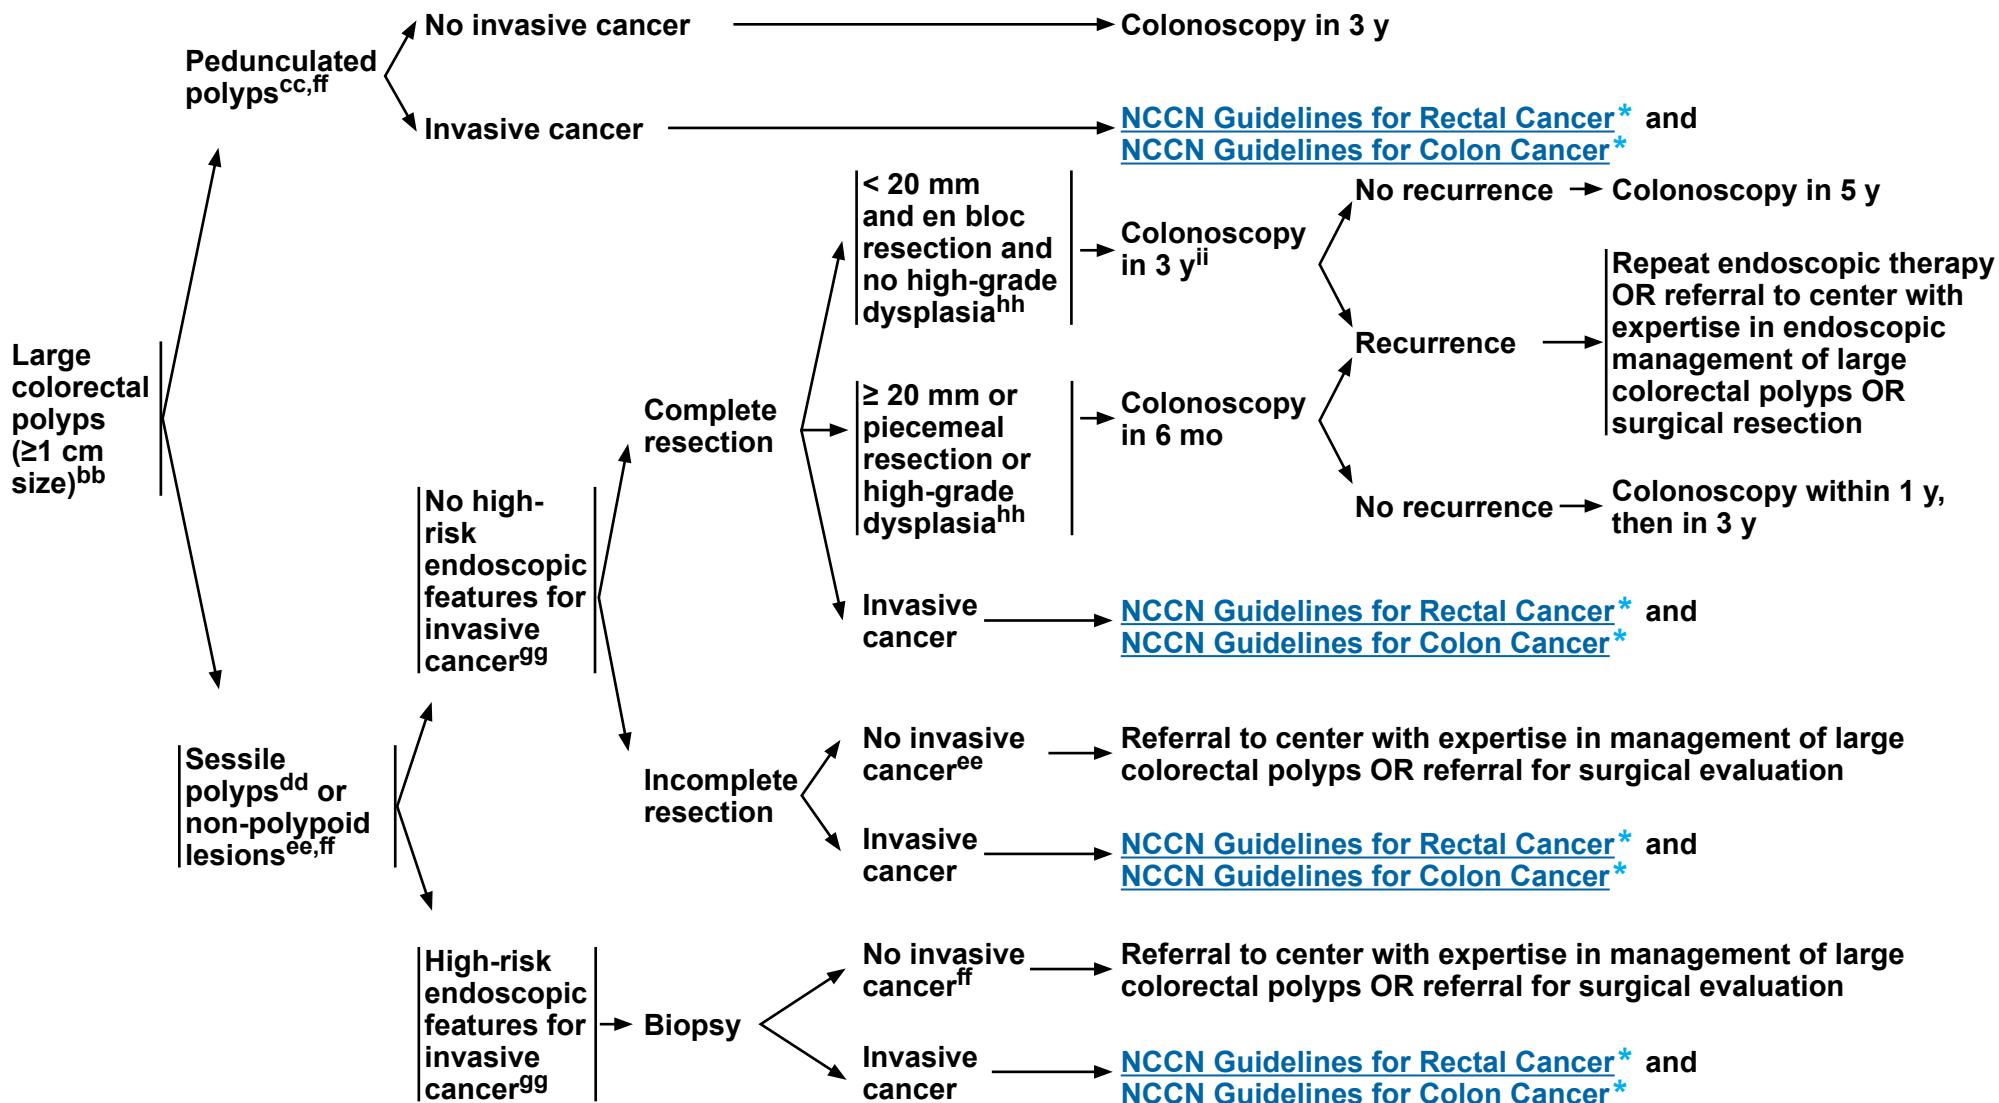 Large
colorectal
polyps
(≥1 cm
size)bb
Pedunculated
polypscc,ff
No invasive cancer
Colonoscopy in 3 y
Invasive cancer
NCCN Guidelines for Rectal Cancer* and
NCCN Guidelines for Colon Cancer*
Sessile
polypsdd or
non-polypoid
lesionsee,ff
No high-
risk
endoscopic
features for
invasive
cancergg
Complete
resection
< 20 mm
and en bloc
resection and
no high-grade
dysplasiahh
Colonoscopy
in 3 yii
No recurrence
Colonoscopy in 5 y
Recurrence
Repeat endoscopic therapy
OR referral to center with
expertise in endoscopic
management of large
colorectal polyps OR
surgical resection
≥ 20 mm or
piecemeal
resection or
high-grade
dysplasiahh
Colonoscopy
in 6 mo
No recurrence
Colonoscopy within 1 y,
then in 3 y
Invasive
cancer
NCCN Guidelines for Rectal Cancer* and
NCCN Guidelines for Colon Cancer*
Incomplete
resection
No invasive
canceree
Referral to center with expertise in management of large
colorectal polyps OR referral for surgical evaluation
Invasive
cancer
NCCN Guidelines for Rectal Cancer* and
NCCN Guidelines for Colon Cancer*
High-risk
endoscopic
features for
invasive
cancergg
Biopsy
No invasive
cancerff
Referral to center with expertise in management of large
colorectal polyps OR referral for surgical evaluation
Invasive
cancer
NCCN Guidelines for Rectal Cancer* and
NCCN Guidelines for Colon Cancer*